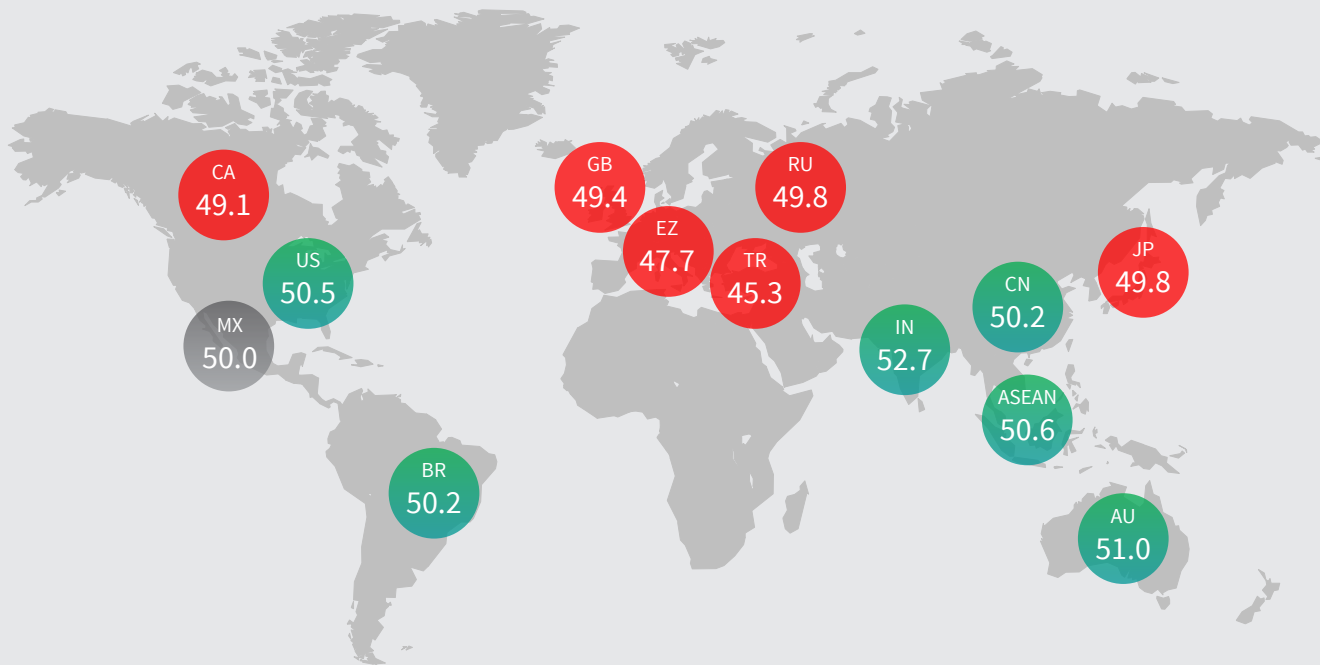 CA
49.1
US
50.5
MX
50.0
BR
50.2
GB
49.4
EZ
47.7
TR
45.3
RU
49.8
IN
52.7
CN
50.2
ASEAN
50.6
JP
49.8
AU
51.0